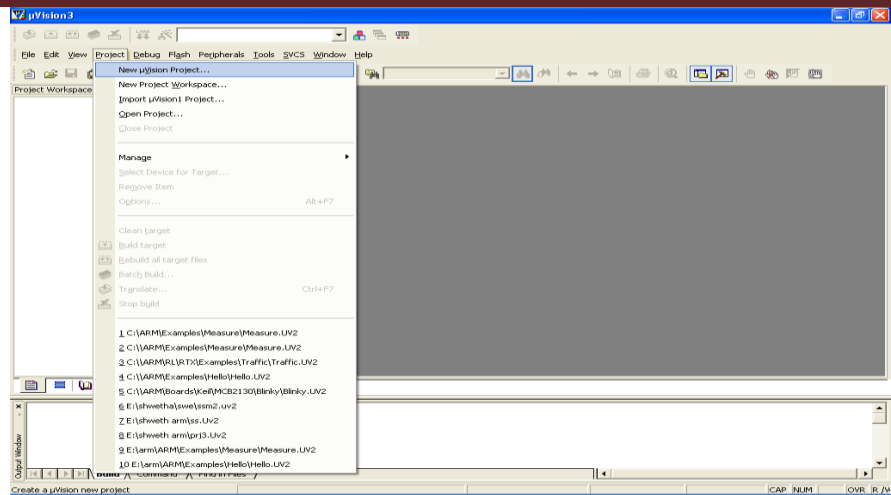 µVision3
File Edit View Project Debug Flash Peripherals Tools SVCS Window Help
New µVision Project...
Project Workspace
New Project Workspace...
Import µVision1 Project...
Open Project...
Close Project
Manage
Select Device for Target...
Remove Item
Options... Alt+F7
Clean target
Build target
Rebuild all target files
Batch Build...
Translate... Ctrl+F7
Stop build
1 C:\ARM\Examples\Measure\Measure.UV2
2 C:\\ARM\Examples\Measure\Measure.UV2
3 C:\\ARM\RL\RTX\Examples\Traffic\Traffic.UV2
4 C:\\ARM\Examples\Hello\Hello.UV2
5 C:\\ARM\Boards\Keil\MCB2130\Blinky\Blinky.UV2
6 E:\shwetha\swe\ssm2.uv2
7 E:\shweth arm\ss.Uv2
8 E:\shweth arm\prj3.Uv2
9 E:\arm\ARM\Examples\Measure\Measure.UV2
10 E:\arm\ARM\Examples\Hello\Hello.UV2
Output Window
Build Command Find in Files
Create a µVision new project CAP NUM OVR R/W